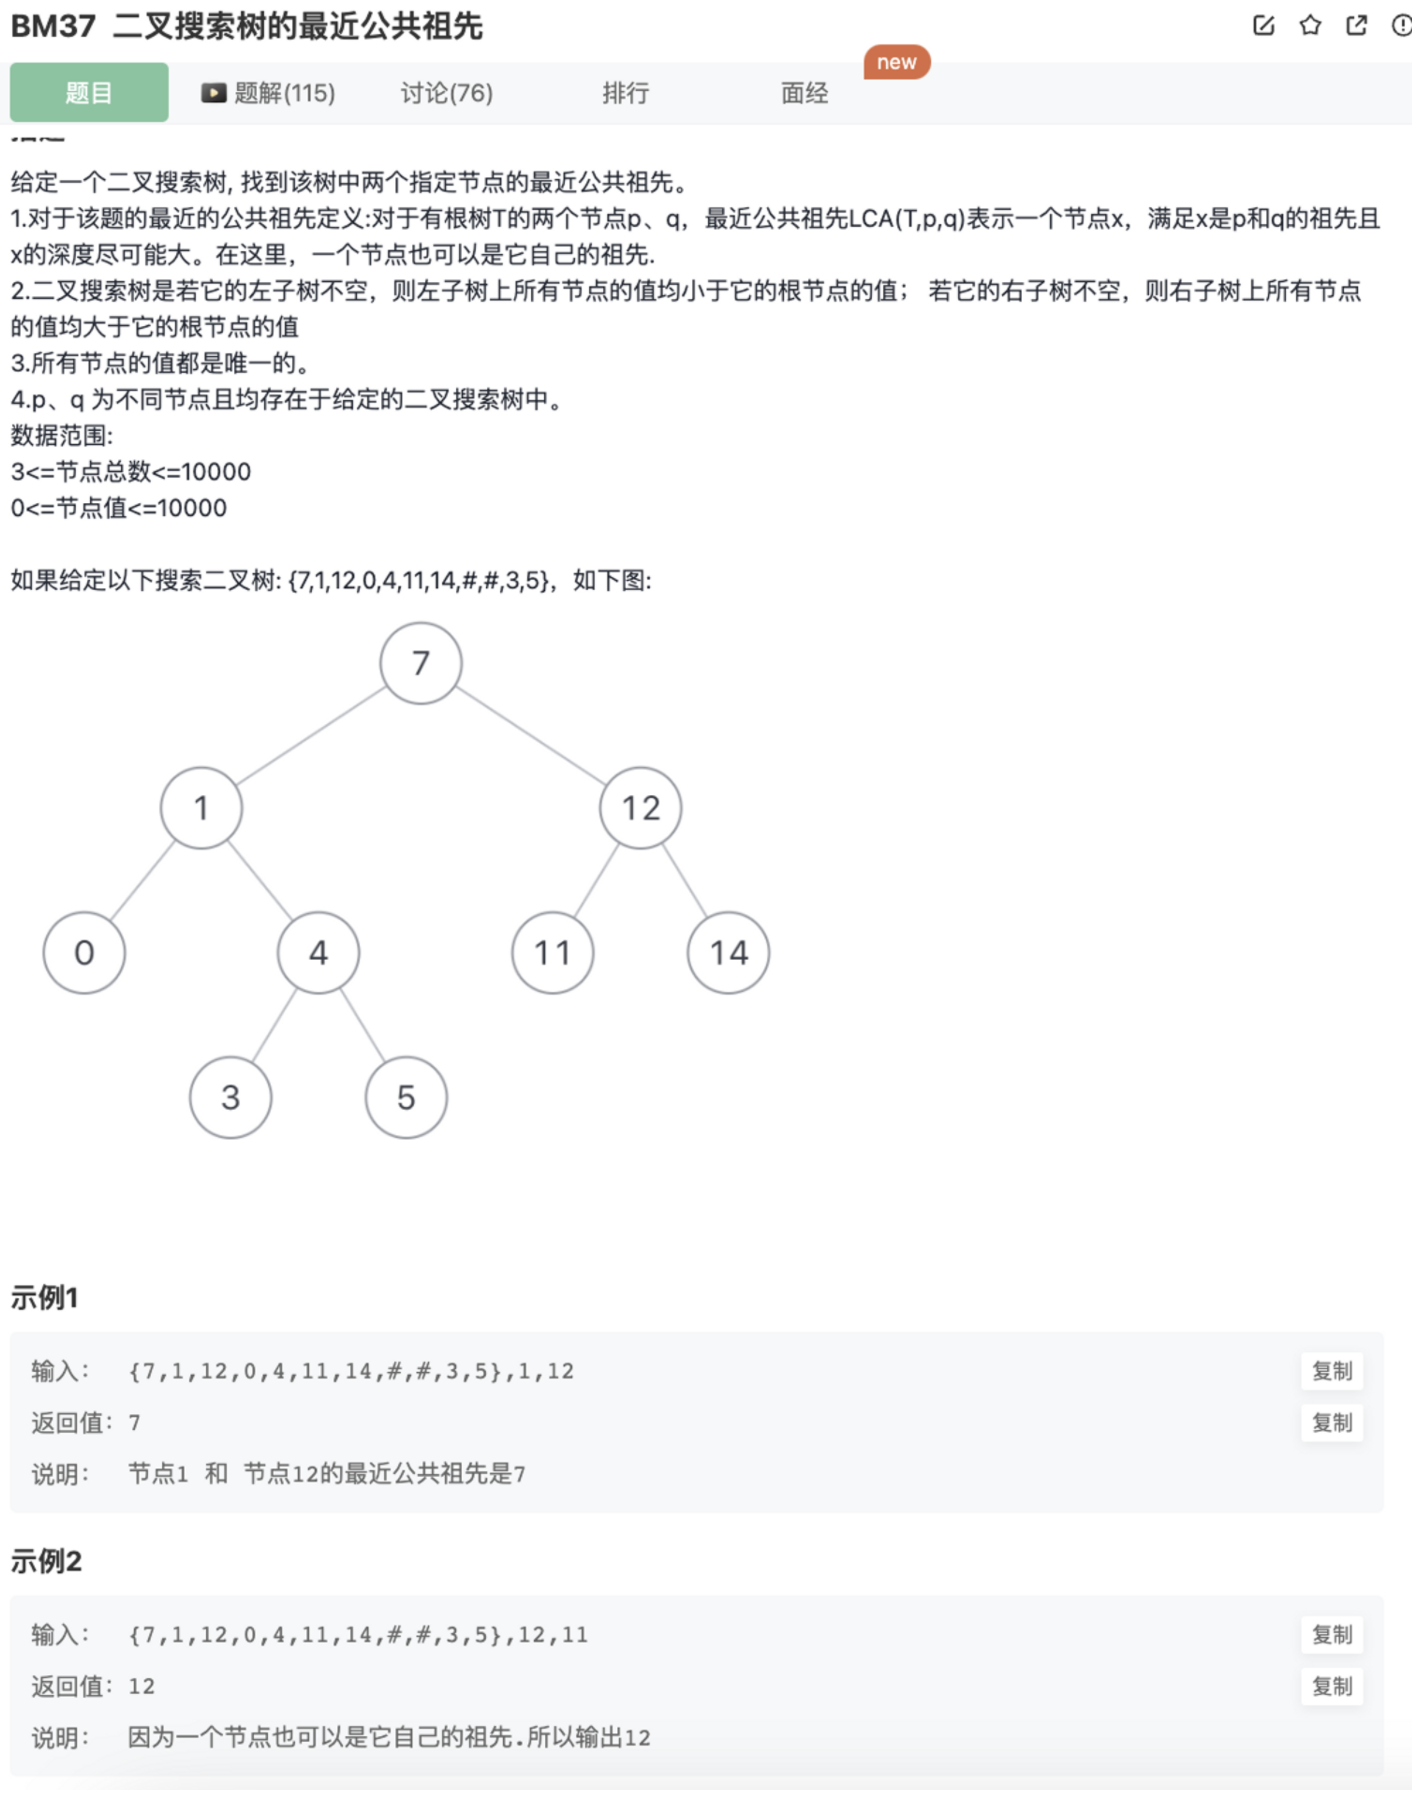 BM37 二叉搜索树的最近公共祖先
new
题目 题解(115) 讨论(76) 排行 面经
给定一个二叉搜索树, 找到该树中两个指定节点的最近公共祖先。
1.对于该题的最近的公共祖先定义:对于有根树T的两个节点p、q，最近公共祖先LCA(T,p,q)表示一个节点x，满足x是p和q的祖先且
x的深度尽可能大。在这里，一个节点也可以是它自己的祖先.
2.二叉搜索树是若它的左子树不空，则左子树上所有节点的值均小于它的根节点的值； 若它的右子树不空，则右子树上所有节点
的值均大于它的根节点的值
3.所有节点的值都是唯一的。
4.p、q 为不同节点且均存在于给定的二叉搜索树中。
数据范围:
3<=节点总数<=10000
0<=节点值<=10000
如果给定以下搜索二叉树: {7,1,12,0,4,11,14,#,#,3,5}，如下图:
7
1 12
0 4 11 14
3 5
示例1
输入： {7,1,12,0,4,11,14,#,#,3,5},1,12 复制
返回值：7 复制
说明： 节点1 和 节点12的最近公共祖先是7
示例2
输入： {7,1,12,0,4,11,14,#,#,3,5},12,11 复制
返回值：12 复制
说明： 因为一个节点也可以是它自己的祖先.所以输出12